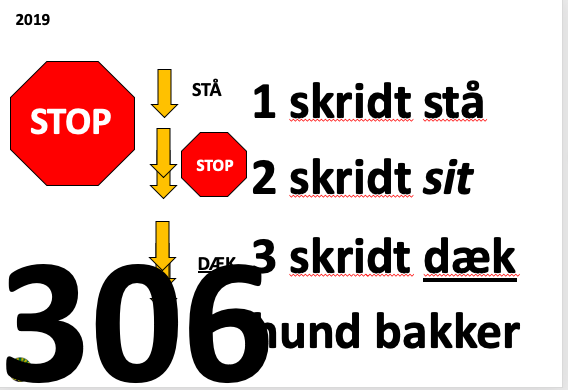 2019
STOP
STÅ
1 skridt stå
STOP
2 skridt sit
DÆK
3 skridt dæk
306
hund bakker